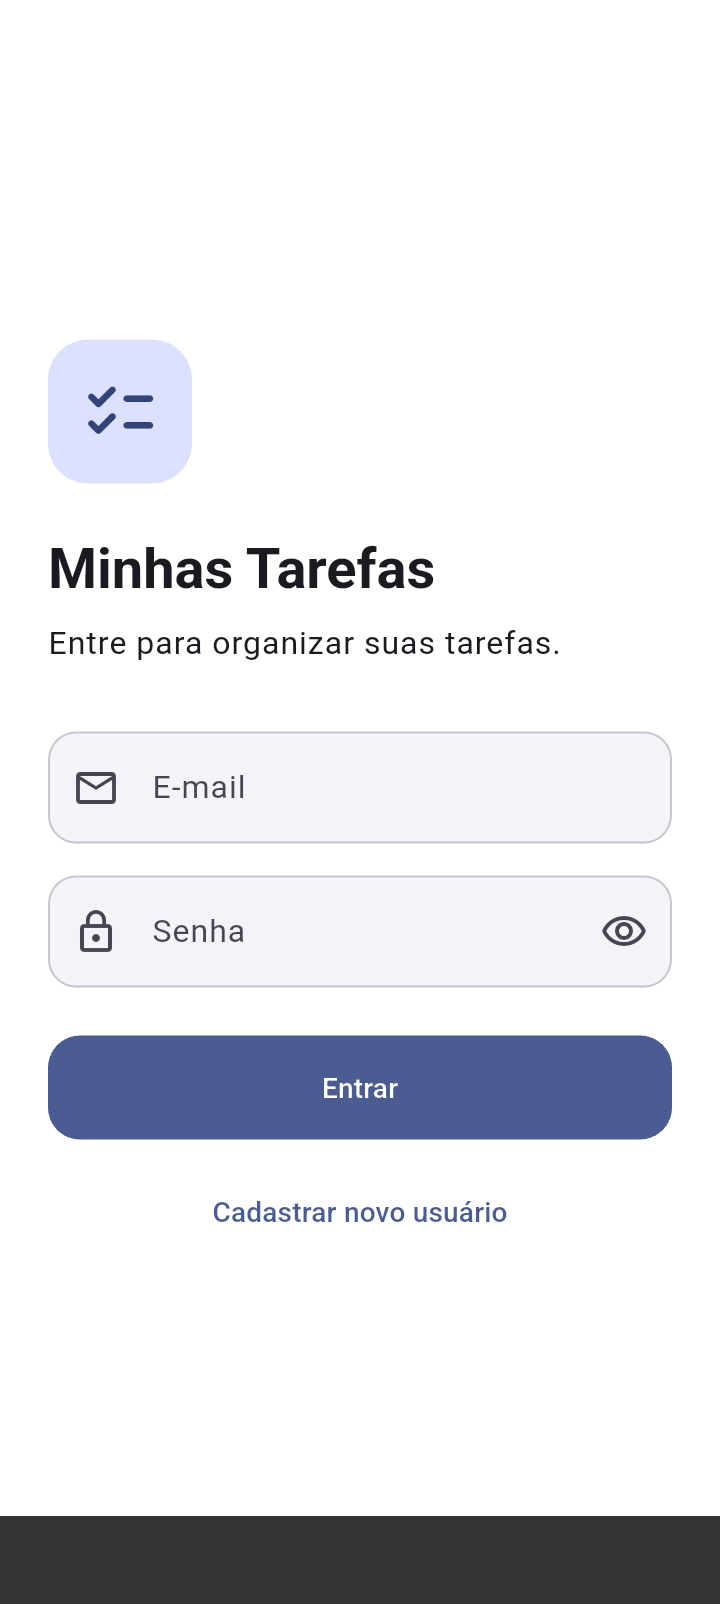 Minhas Tarefas
Entre para organizar suas tarefas.
E-mail
Senha
Entrar
Cadastrar novo usuário